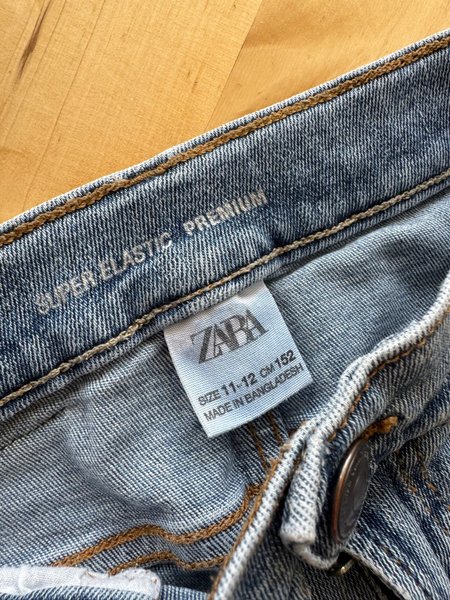 SUPER ELASTIC PREMIUM
ZARA
SIZE 11-12 CM 152
MADE IN BANGLADESH